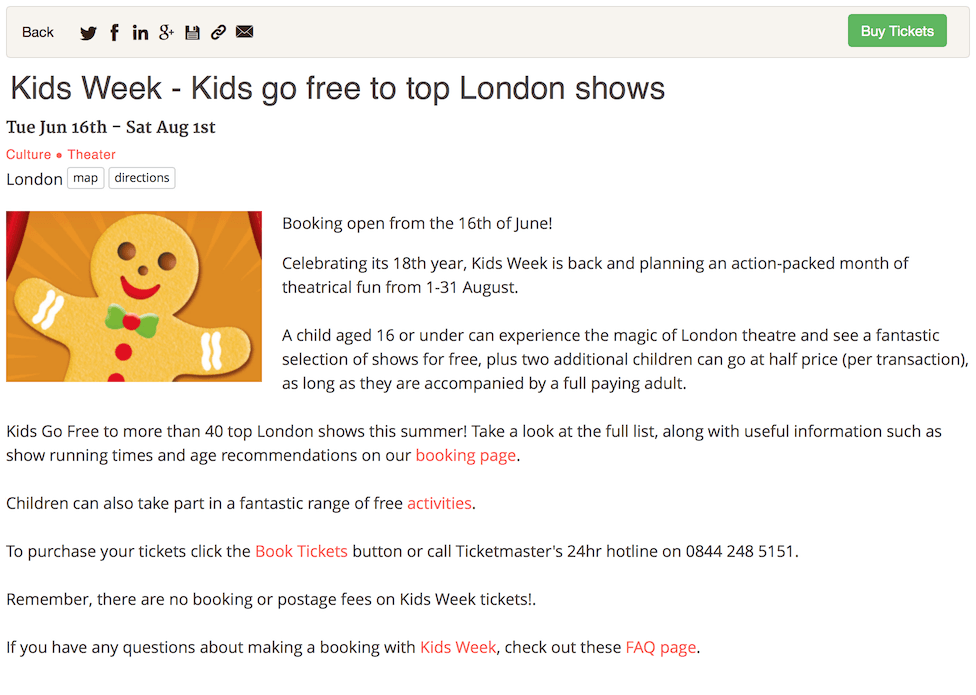 Back
Buy Tickets
Kids Week - Kids go free to top London shows
Tue Jun 16th – Sat Aug 1st
Culture • Theater
London map directions
Booking open from the 16th of June!
Celebrating its 18th year, Kids Week is back and planning an action-packed month of
theatrical fun from 1-31 August.
A child aged 16 or under can experience the magic of London theatre and see a fantastic
selection of shows for free, plus two additional children can go at half price (per transaction),
as long as they are accompanied by a full paying adult.
Kids Go Free to more than 40 top London shows this summer! Take a look at the full list, along with useful information such as
show running times and age recommendations on our booking page.
Children can also take part in a fantastic range of free activities.
To purchase your tickets click the Book Tickets button or call Ticketmaster's 24hr hotline on 0844 248 5151.
Remember, there are no booking or postage fees on Kids Week tickets!.
If you have any questions about making a booking with Kids Week, check out these FAQ page.